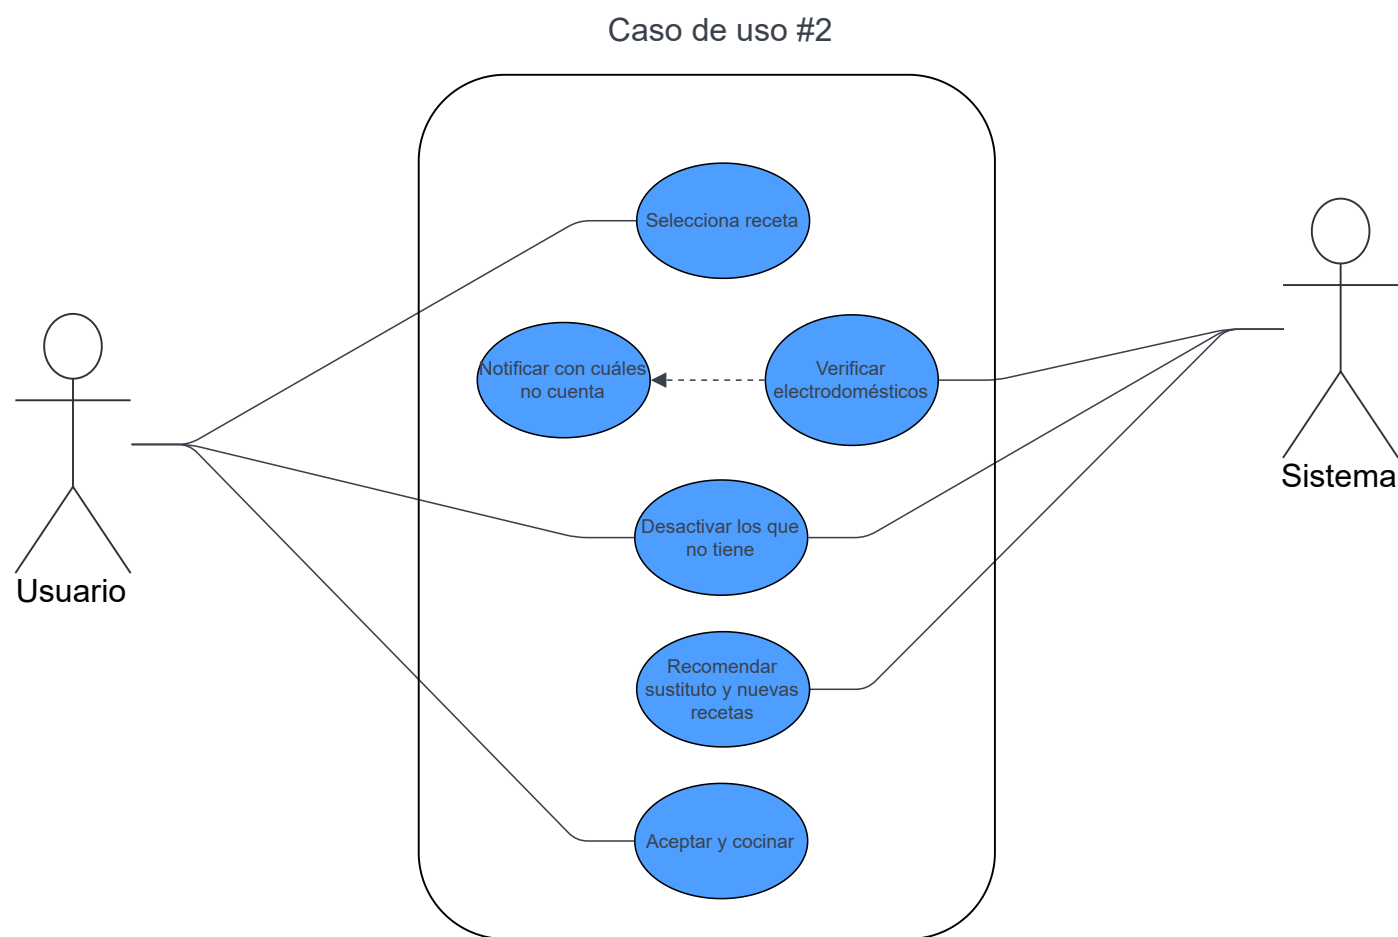 Caso de uso #2
Selecciona receta
Notificar con cuáles
no cuenta
Verificar
electrodomésticos
Desactivar los que
no tiene
Recomendar
sustituto y nuevas
recetas
Aceptar y cocinar
Usuario
Sistema